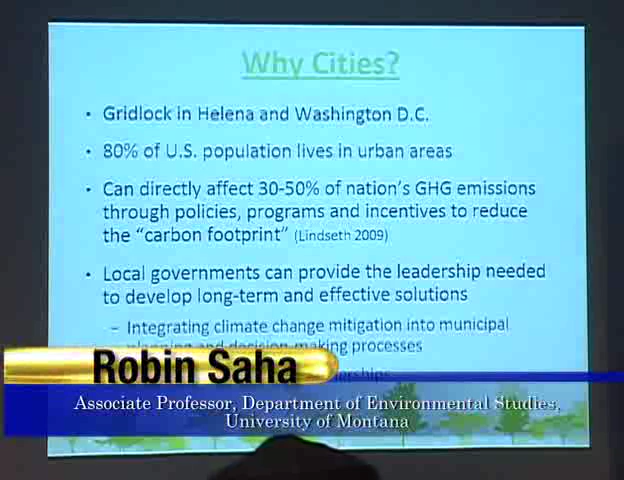 Why Cities?
• Gridlock in Helena and Washington D.C.
• 80% of U.S. population lives in urban areas
• Can directly affect 30-50% of nation's GHG emissions
through policies, programs and incentives to reduce
the "carbon footprint" (Lindseth 2009)
• Local governments can provide the leadership needed
to develop long-term and effective solutions
– Integrating climate change mitigation into municipal
planning and decision-making processes
Robin Saha
Associate Professor, Department of Environmental Studies,
University of Montana